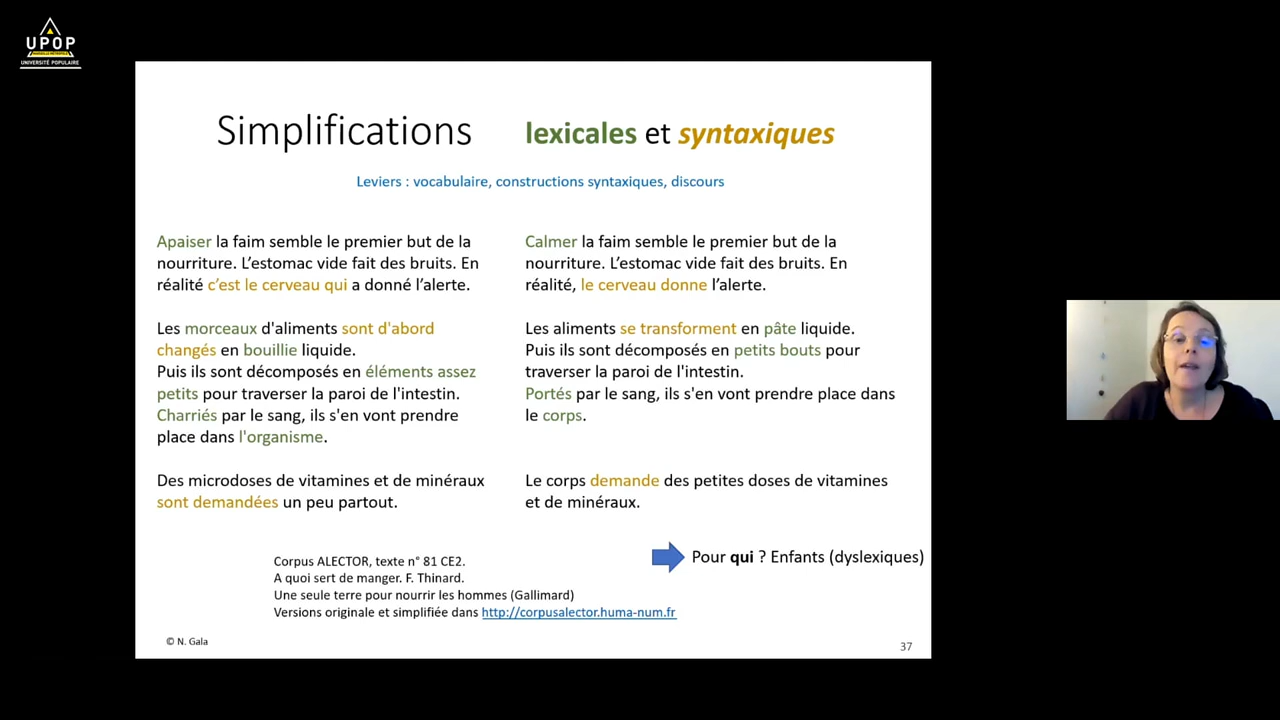 UPOP
UNIVERSITÉ POPULAIRE
Simplifications lexicales et syntaxiques
Leviers : vocabulaire, constructions syntaxiques, discours
Apaiser la faim semble le premier but de la
nourriture. L'estomac vide fait des bruits. En
réalité c'est le cerveau qui a donné l'alerte.
Les morceaux d'aliments sont d'abord
changés en bouillie liquide.
Puis ils sont décomposés en éléments assez
petits pour traverser la paroi de l'intestin.
Charriés par le sang, ils s'en vont prendre
place dans l'organisme.
Des microdoses de vitamines et de minéraux
sont demandées un peu partout.
Calmer la faim semble le premier but de la
nourriture. L'estomac vide fait des bruits. En
réalité, le cerveau donne l'alerte.
Les aliments se transforment en pâte liquide.
Puis ils sont décomposés en petits bouts pour
traverser la paroi de l'intestin.
Portés par le sang, ils s'en vont prendre place dans
le corps.
Le corps demande des petites doses de vitamines
et de minéraux.
Pour qui ? Enfants (dyslexiques)
Corpus ALECTOR, texte n° 81 CE2.
A quoi sert de manger. F. Thinard.
Une seule terre pour nourrir les hommes (Gallimard)
Versions originale et simplifiée dans http://corpusalector.huma-num.fr
© N. Gala
37